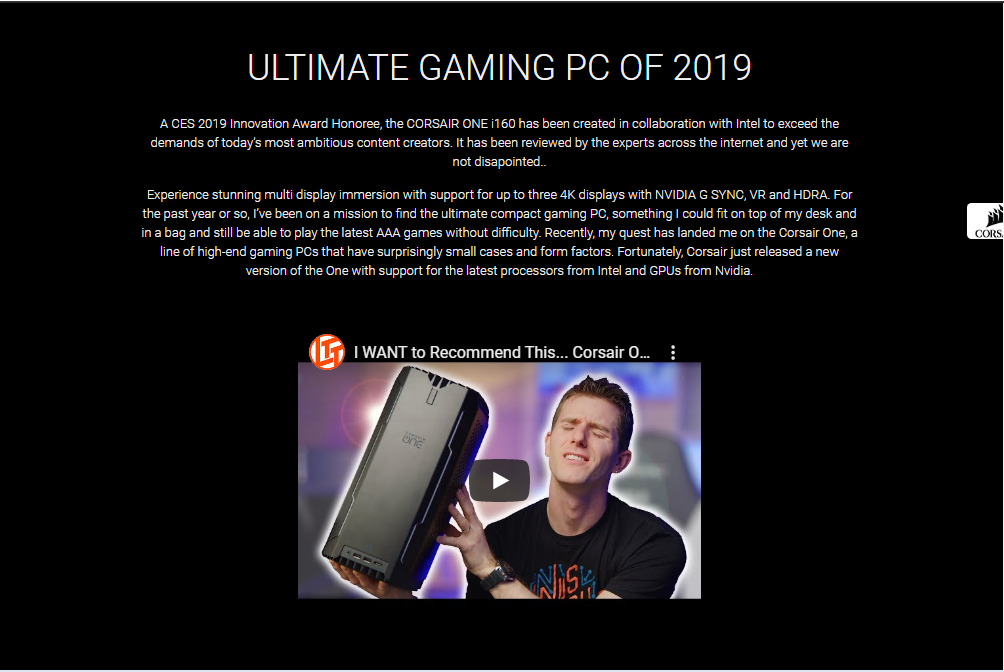 ULTIMATE GAMING PC OF 2019
A CES 2019 Innovation Award Honoree, the CORSAIR ONE i160 has been created in collaboration with Intel to exceed the
demands of today's most ambitious content creators. It has been reviewed by the experts across the internet and yet we are
not disapointed..
Experience stunning multi display immersion with support for up to three 4K displays with NVIDIA G SYNC, VR and HDRA. For
the past year or so, I've been on a mission to find the ultimate compact gaming PC, something I could fit on top of my desk and
in a bag and still be able to play the latest AAA games without difficulty. Recently, my quest has landed me on the Corsair One, a
line of high-end gaming PCs that have surprisingly small cases and form factors. Fortunately, Corsair just released a new
version of the One with support for the latest processors from Intel and GPUs from Nvidia.
CORS
LTT
I WANT to Recommend This... Corsair O...
CORSAIR
ONE